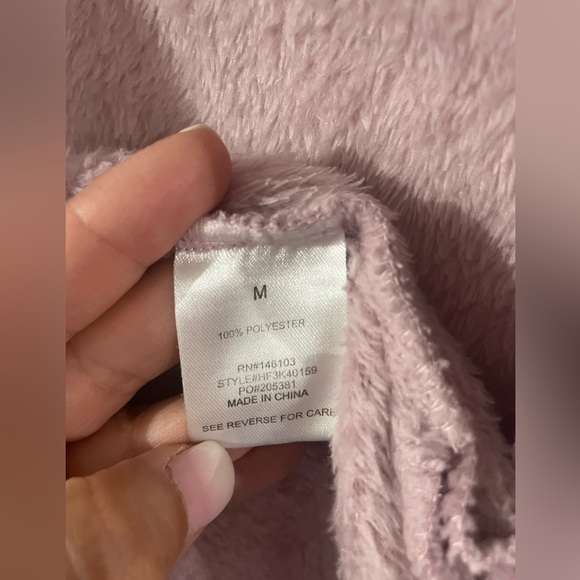 M
100% POLYESTER
RN#146103
STYLE#HF3K40159
PO#205381
MADE IN CHINA
SEE REVERSE FOR CARE